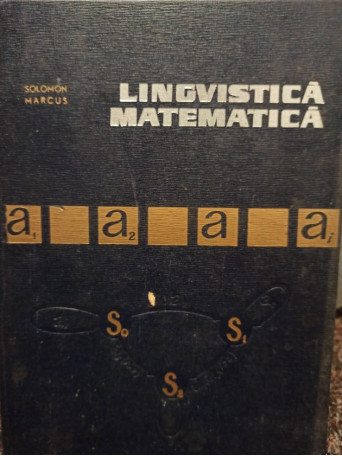 SOLOMON
MARCUS
LINGVISTICĂ
MATEMATICĂ
a₁ a₂ a aᵢ
S₀ S₁
S₂